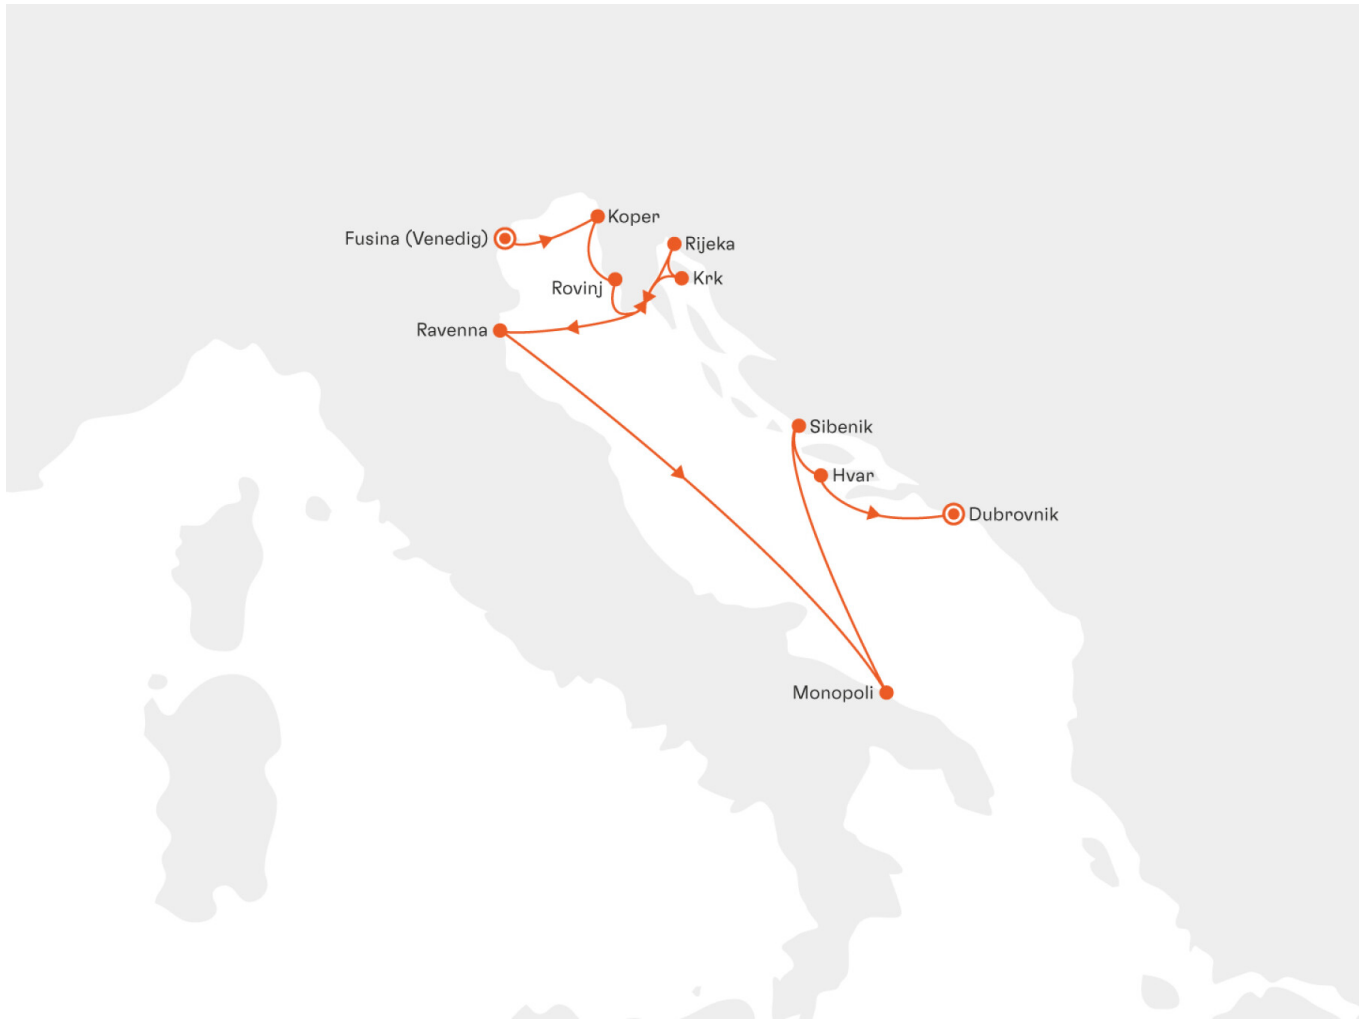 Koper
Fusina (Venedig)
Rijeka
Krk
Rovinj
Ravenna
Sibenik
Hvar
Dubrovnik
Monopoli